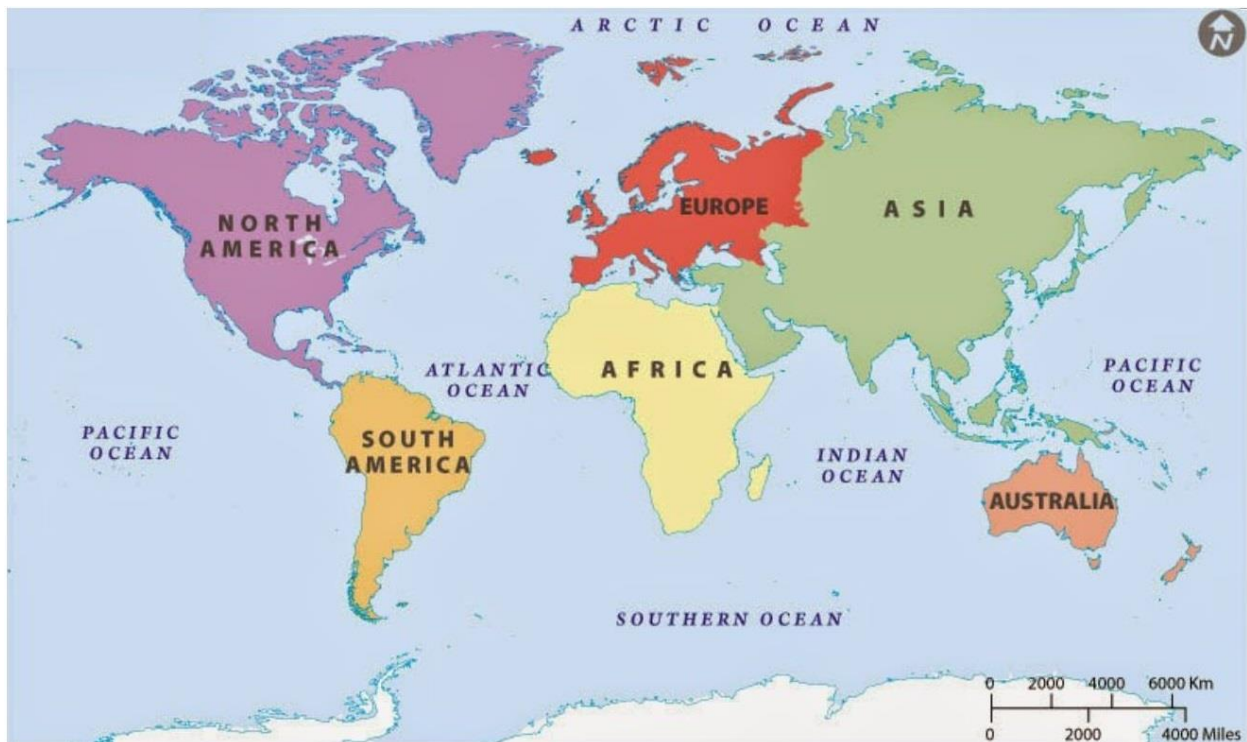 ARCTIC OCEAN
N
NORTH
AMERICA
EUROPE
ASIA
ATLANTIC
OCEAN
AFRICA
PACIFIC
OCEAN
PACIFIC
OCEAN
SOUTH
AMERICA
INDIAN
OCEAN
AUSTRALIA
SOUTHERN OCEAN
0 2000 4000 6000 Km
0 2000 4000 Miles